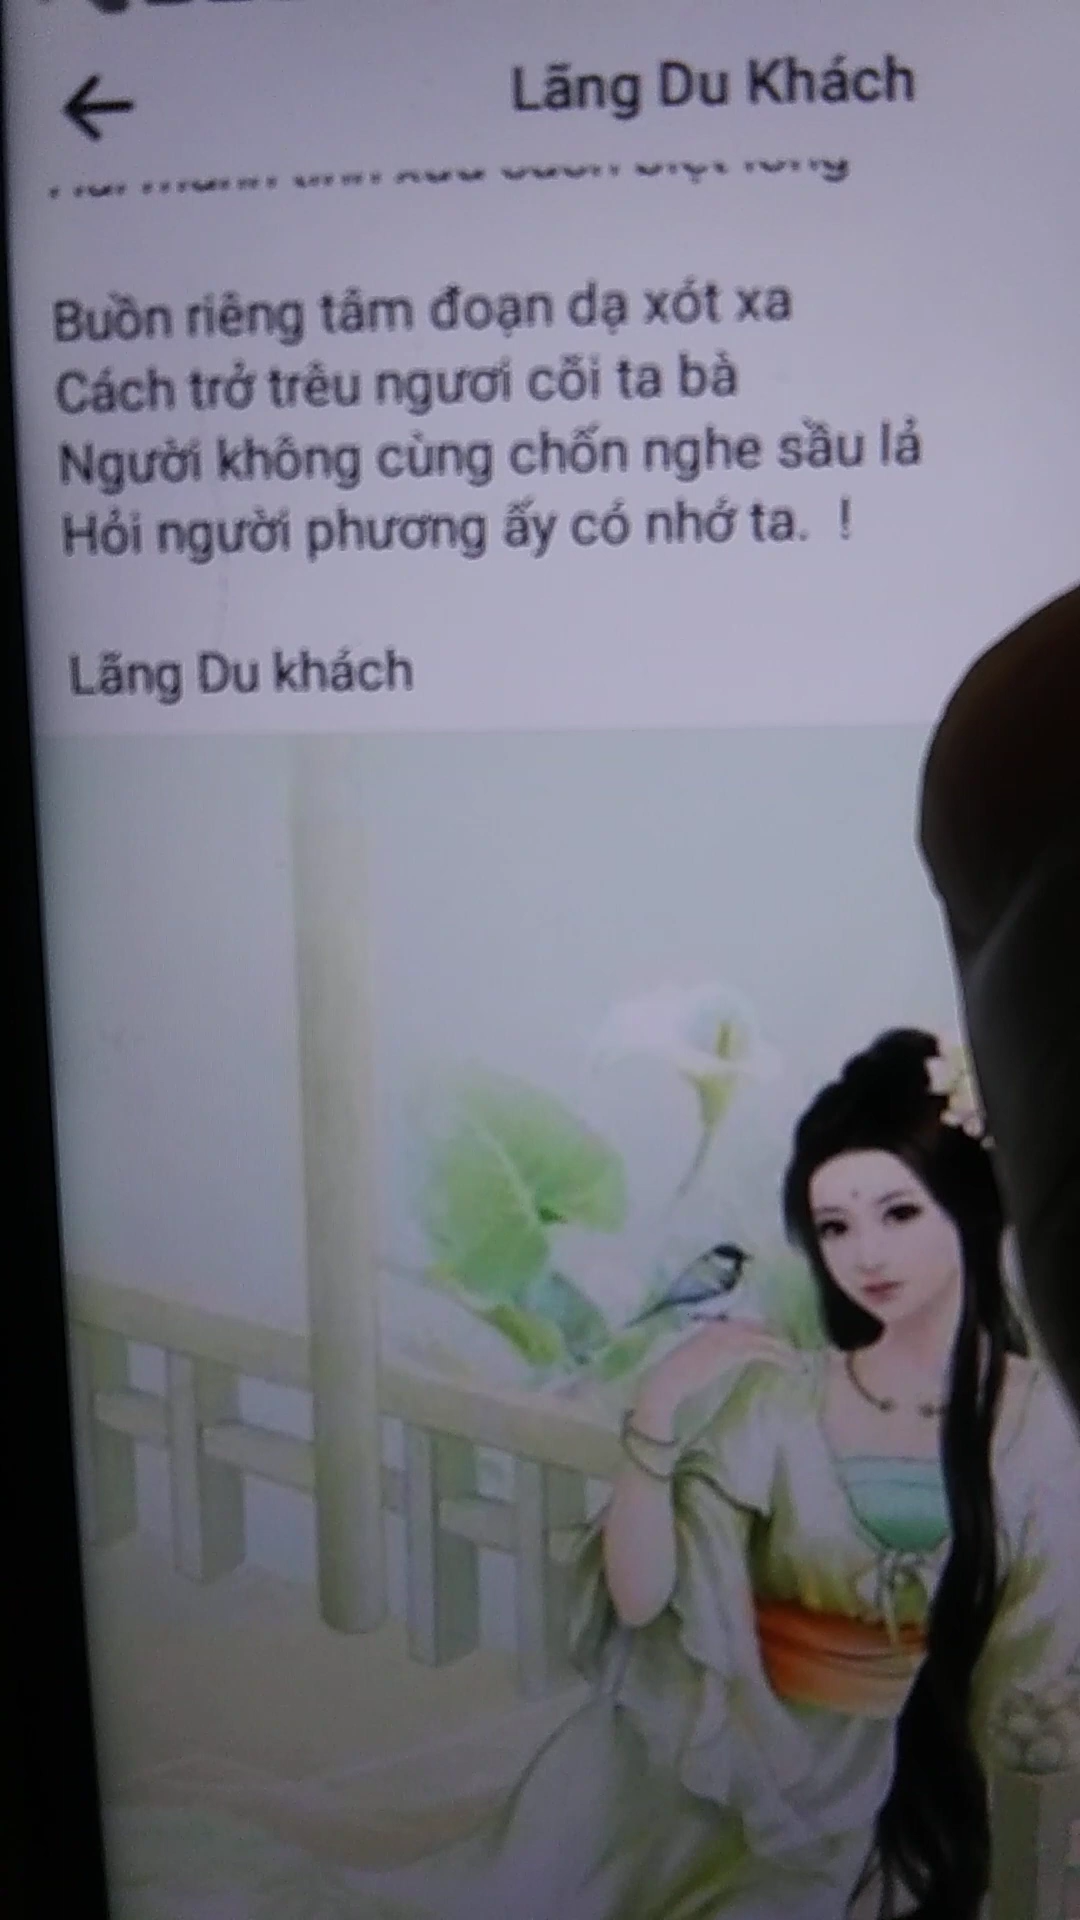 Lãng Du Khách
Buồn riêng tâm đoạn dạ xót xa
Cách trở trêu ngươi cõi ta bà
Người không cùng chốn nghe sầu lả
Hỏi người phương ấy có nhớ ta. !
Lãng Du khách